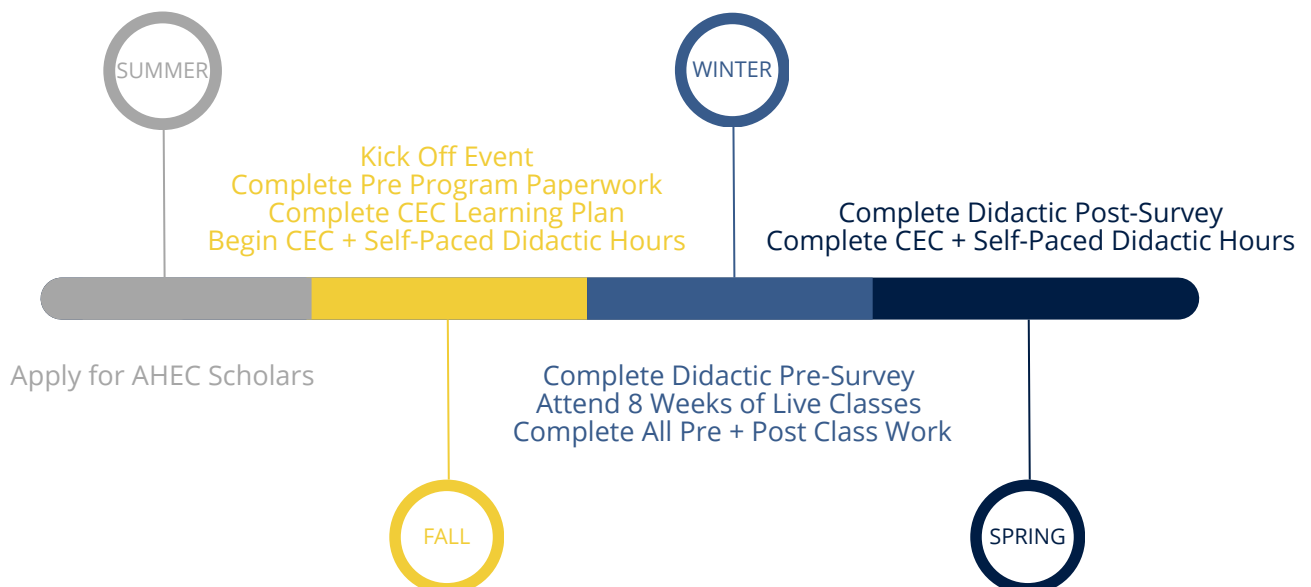 SUMMER
WINTER
Kick Off Event
Complete Pre Program Paperwork
Complete CEC Learning Plan
Begin CEC + Self-Paced Didactic Hours
Complete Didactic Post-Survey
Complete CEC + Self-Paced Didactic Hours
Apply for AHEC Scholars
Complete Didactic Pre-Survey
Attend 8 Weeks of Live Classes
Complete All Pre + Post Class Work
FALL
SPRING